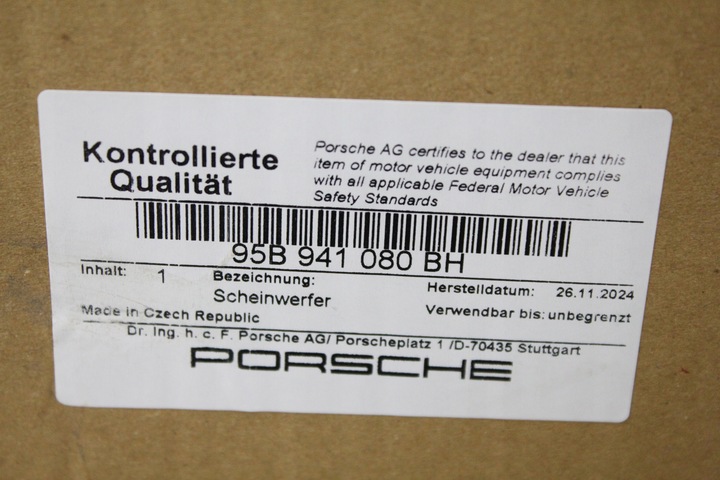 Kontrollierte
Qualität
Porsche AG certifies to the dealer that this
item of motor vehicle equipment complies
with all applicable Federal Motor Vehicle
Safety Standards
95B 941 080 BH
Inhalt: 1 Bezeichnung: Herstelldatum: 26.11.2024
Scheinwerfer
Made in Czech Republic Verwendbar bis: unbegrenzt
Dr. Ing. h. c. F. Porsche AG/ Porscheplatz 1 /D-70435 Stuttgart
PORSCHE